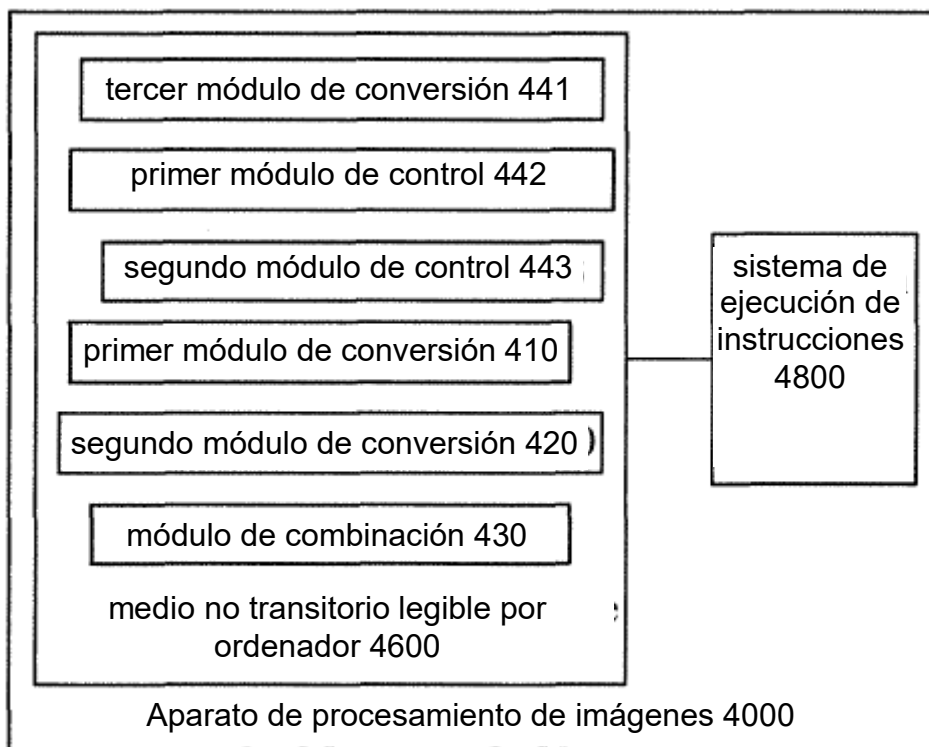 tercer módulo de conversión 441
primer módulo de control 442
segundo módulo de control 443
primer módulo de conversión 410
segundo módulo de conversión 420
módulo de combinación 430
medio no transitorio legible por
ordenador 4600
sistema de
ejecución de
instrucciones
4800
Aparato de procesamiento de imágenes 4000